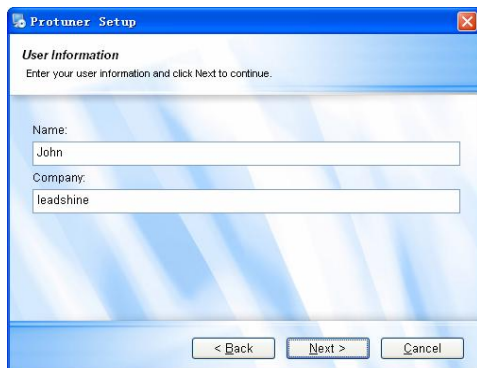 Protuner Setup
User Information
Enter your user information and click Next to continue.
Name:
John
Company:
leadshine
< Back Next > Cancel